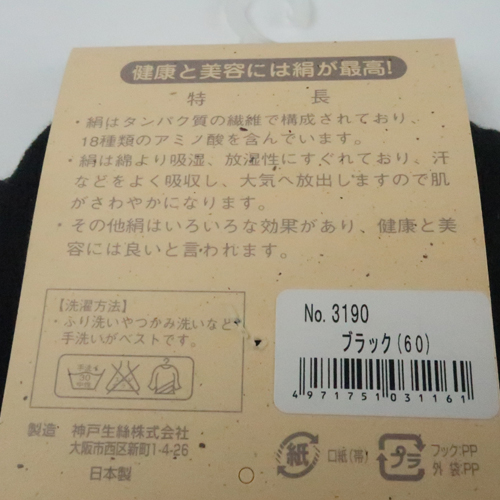 健康と美容には絹が最高!
特 長
・絹はタンパク質の繊維で構成されており、
18種類のアミノ酸を含んでいます。
・絹は綿より吸湿、放湿性にすぐれており、汗
などをよく吸収し、大気へ放出しますので肌
がさわやかになります。
・その他絹はいろいろな効果があり、健康と美
容には良いと言われます。
【洗濯方法】
・ふり洗いやつかみ洗いなど
手洗いがベストです。
No. 3190
ブラック(60)
4971751031161
製造 神戸生絲株式会社
大阪市西区新町1-4-26
日本製
紙 口紙(帯)
プラ フック:PP
外 袋:PP